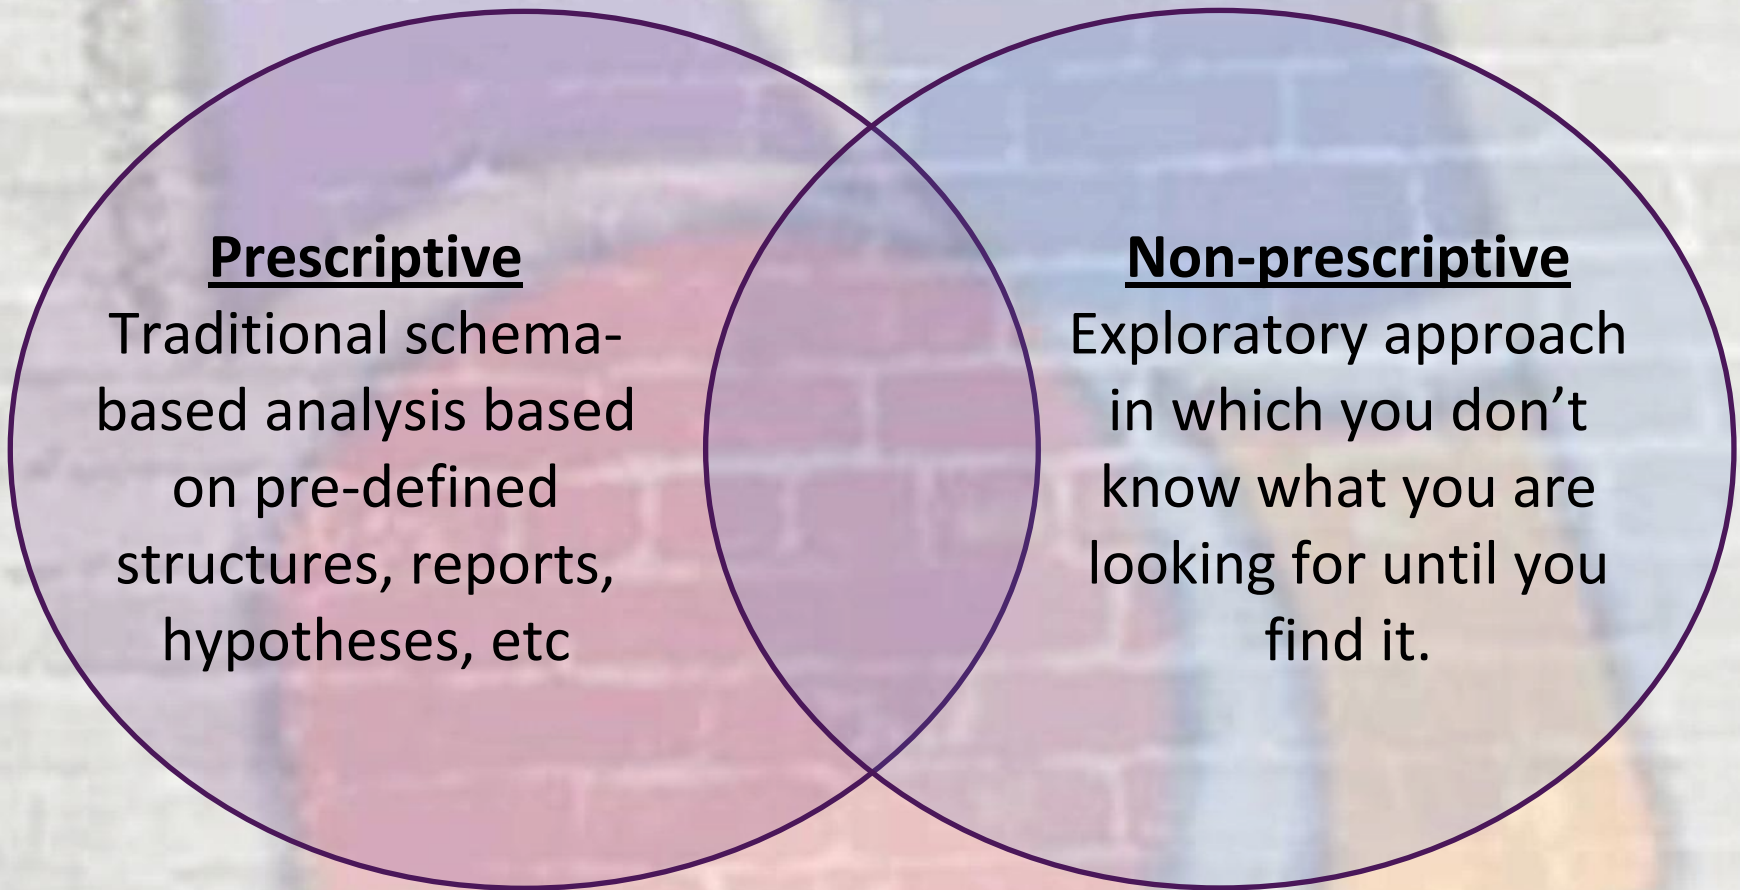 Prescriptive
Traditional schema-
based analysis based
on pre-defined
structures, reports,
hypotheses, etc
Non-prescriptive
Exploratory approach
in which you don’t
know what you are
looking for until you
find it.